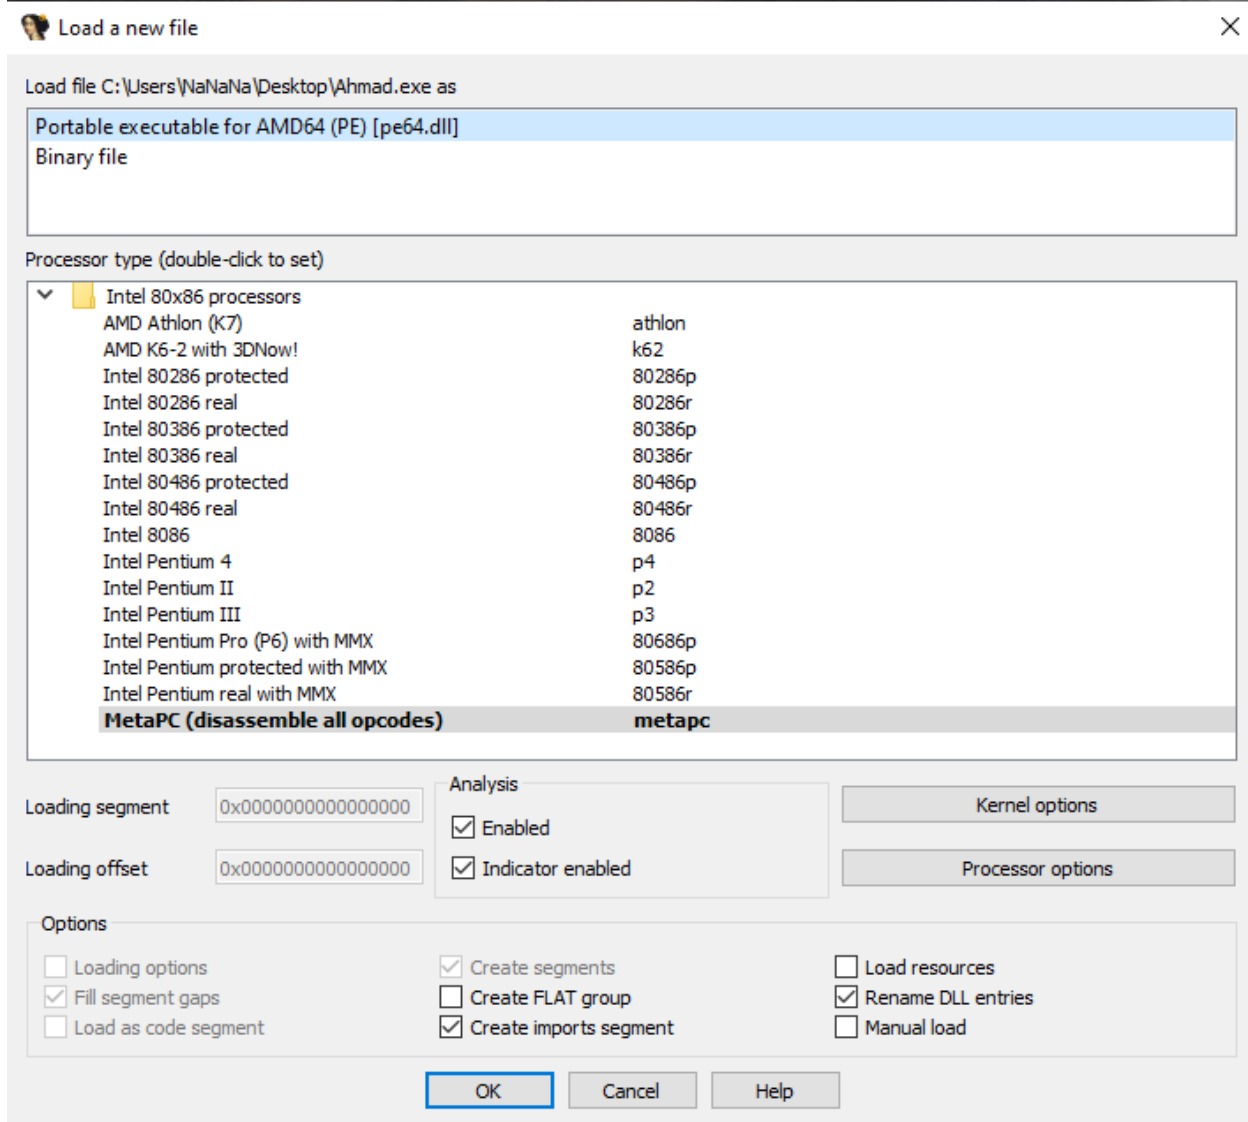 Load a new file
Load file C:\Users\NaNaNa\Desktop\Ahmad.exe as
Portable executable for AMD64 (PE) [pe64.dll]
Binary file
Processor type (double-click to set)
Intel 80x86 processors
AMD Athlon (K7) athlon
AMD K6-2 with 3DNow! k62
Intel 80286 protected 80286p
Intel 80286 real 80286r
Intel 80386 protected 80386p
Intel 80386 real 80386r
Intel 80486 protected 80486p
Intel 80486 real 80486r
Intel 8086 8086
Intel Pentium 4 p4
Intel Pentium II p2
Intel Pentium III p3
Intel Pentium Pro (P6) with MMX 80686p
Intel Pentium protected with MMX 80586p
Intel Pentium real with MMX 80586r
MetaPC (disassemble all opcodes) metapc
Loading segment 0x0000000000000000
Loading offset 0x0000000000000000
Analysis
Enabled
Indicator enabled
Kernel options
Processor options
Options
Loading options
Fill segment gaps
Load as code segment
Create segments
Create FLAT group
Create imports segment
Load resources
Rename DLL entries
Manual load
OK Cancel Help